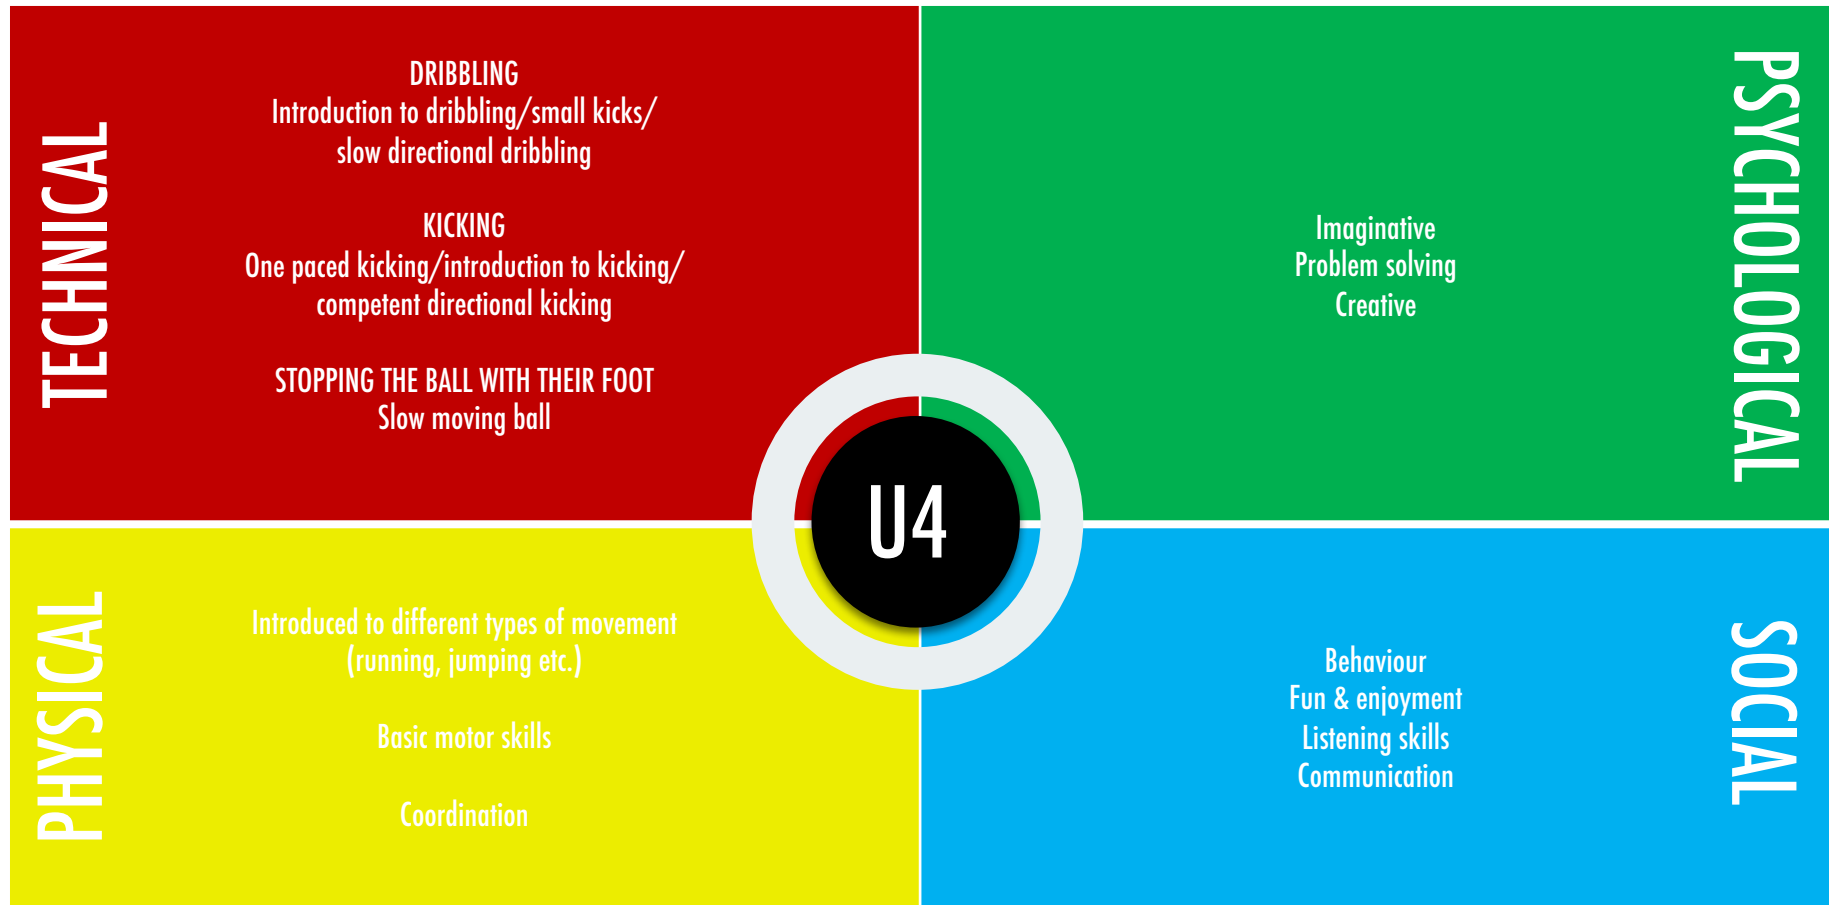 TECHNICAL
DRIBBLING
Introduction to dribbling/small kicks/
slow directional dribbling
KICKING
One paced kicking/introduction to kicking/
competent directional kicking
STOPPING THE BALL WITH THEIR FOOT
Slow moving ball
PSYCHOLOGICAL
Imaginative
Problem solving
Creative
U4
PHYSICAL
Introduced to different types of movement
(running, jumping etc.)
Basic motor skills
Coordination
SOCIAL
Behaviour
Fun & enjoyment
Listening skills
Communication